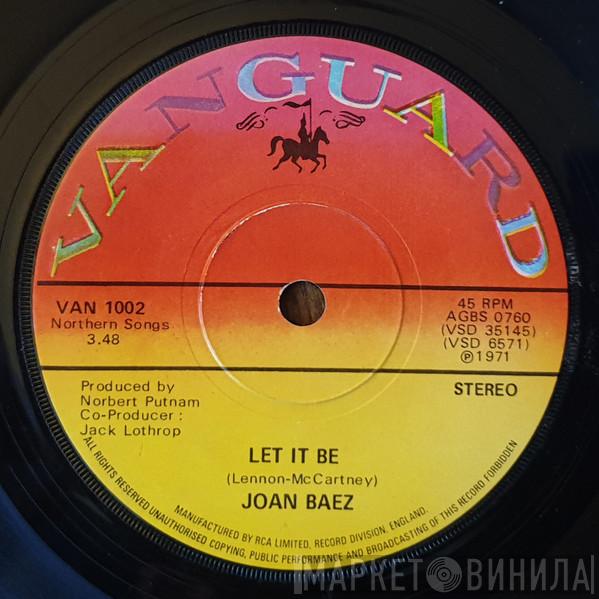 VANGUARD
VAN 1002
Northern Songs
3.48
45 RPM
AGBS 0760
(VSD 35145)
(VSD 6571)
℗ 1971
Produced by
Norbert Putnam
Co-Producer :
Jack Lothrop
STEREO
LET IT BE
(Lennon-McCartney)
JOAN BAEZ
MANUFACTURED BY RCA LIMITED, RECORD DIVISION, ENGLAND.
ALL RIGHTS RESERVED UNAUTHORISED COPYING, PUBLIC PERFORMANCE AND BROADCASTING OF THIS RECORD FORBIDDEN
МАРКЕТ ВИНИЛА